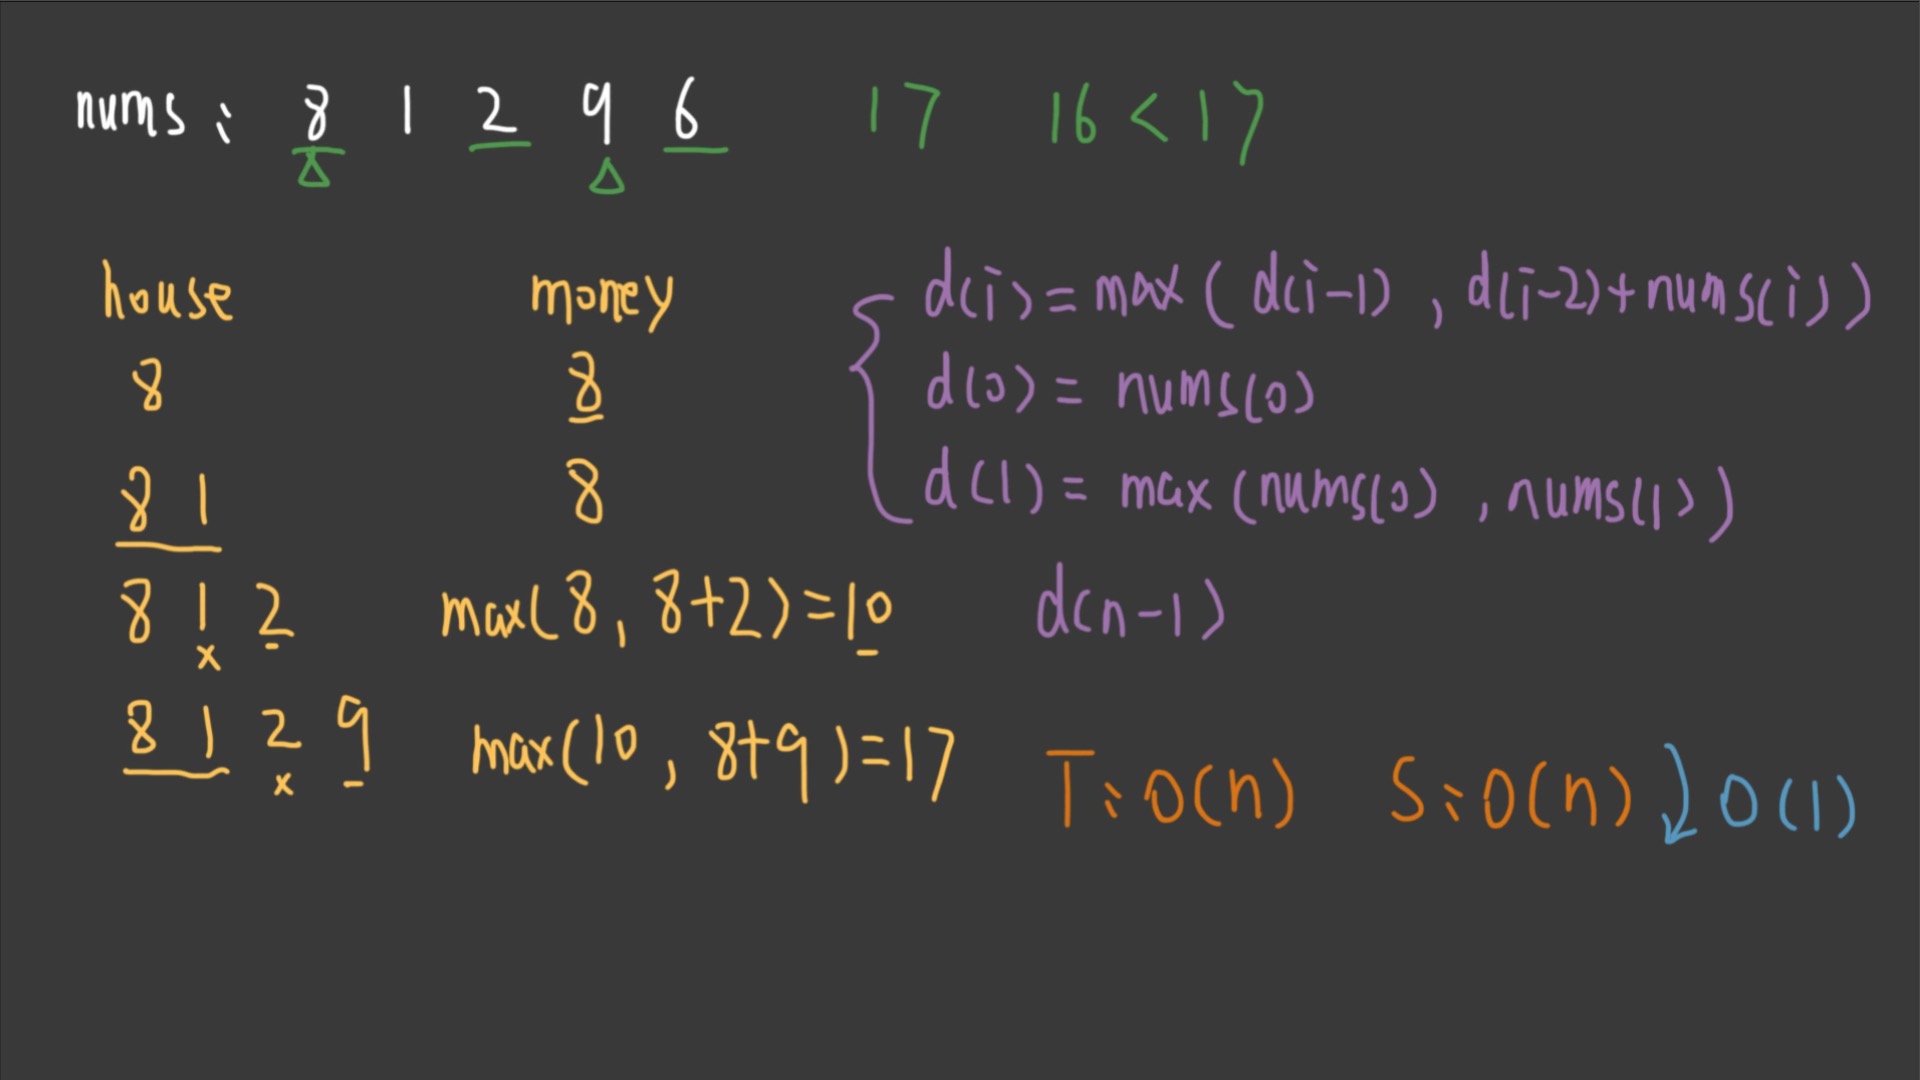 nums: 8 1 2 9 6 17 16 < 17
house money
8 8
8 1 8
8 1 2 max(8, 8+2)=10
8 1 2 9 max(10, 8+9)=17
d(i)=max(d(i-1), d(i-2)+nums(i))
d(0)= nums(0)
d(1)= max(nums(0), nums(1))
d(n-1)
T: O(n) S: O(n) O(1)